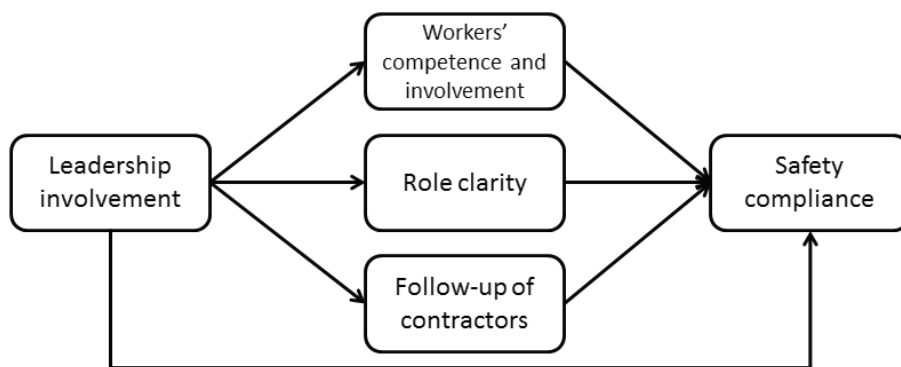 Workers’
competence and
involvement
Leadership
involvement
Role clarity
Safety
compliance
Follow-up of
contractors